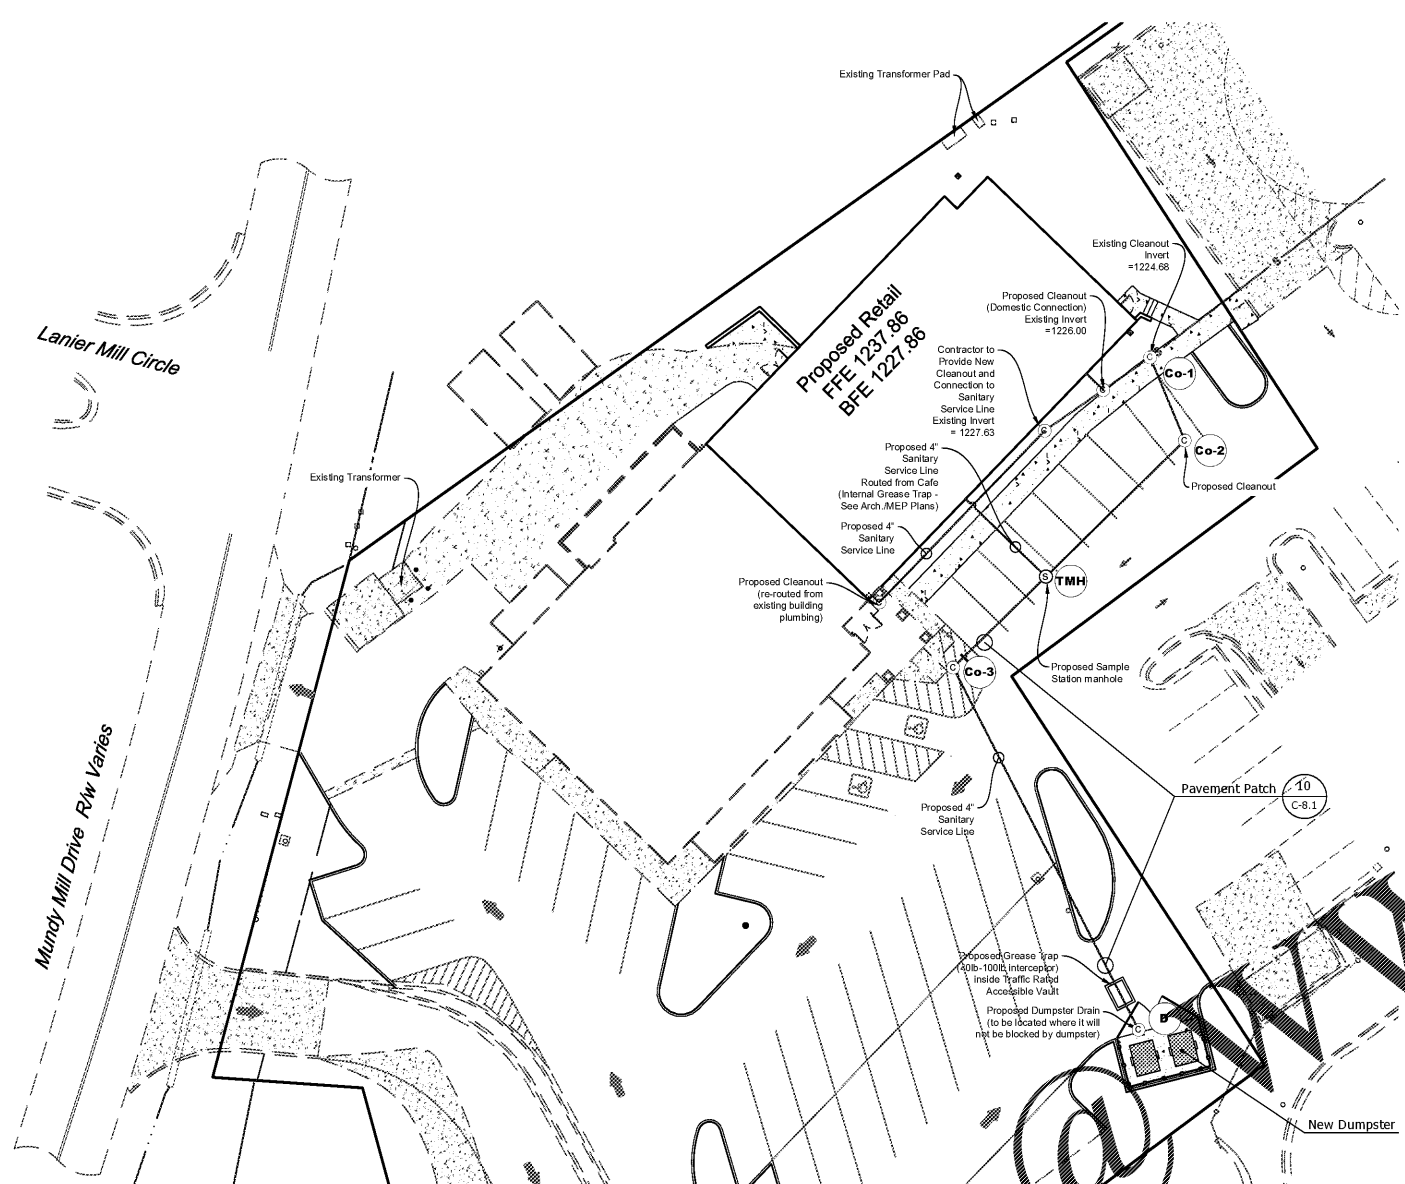 Existing Transformer Pad
Existing Cleanout
Invert
=1224.68
Proposed Cleanout
(Domestic Connection)
Existing Invert
=1226.00
Lanier Mill Circle
Proposed Retail
FFE 1237.86
BFE 1227.86
Contractor to
Provide New
Cleanout and
Connection to
Sanitary
Service Line
Existing Invert
= 1227.63
S
S
C
Co-1
C
C
Co-2
Proposed 4"
Sanitary
Service Line
Routed from Cafe
(Internal Grease Trap -
See Arch./MEP Plans)
Existing Transformer
Proposed Cleanout
Proposed 4"
Sanitary
Service Line
Proposed Cleanout
(re-routed from
existing building
plumbing)
S
TMH
Proposed Sample
Station manhole
C
Co-3
Mundy Mill Drive R/w Varies
Pavement Patch
10
C-8.1
Proposed 4"
Sanitary
Service Line
Proposed Grease Trap
(40lb-100lb interceptor)
inside Traffic Rated
Accessible Vault
Proposed Dumpster Drain
(to be located where it will
not be blocked by dumpster)
C
D
New Dumpster
@WW